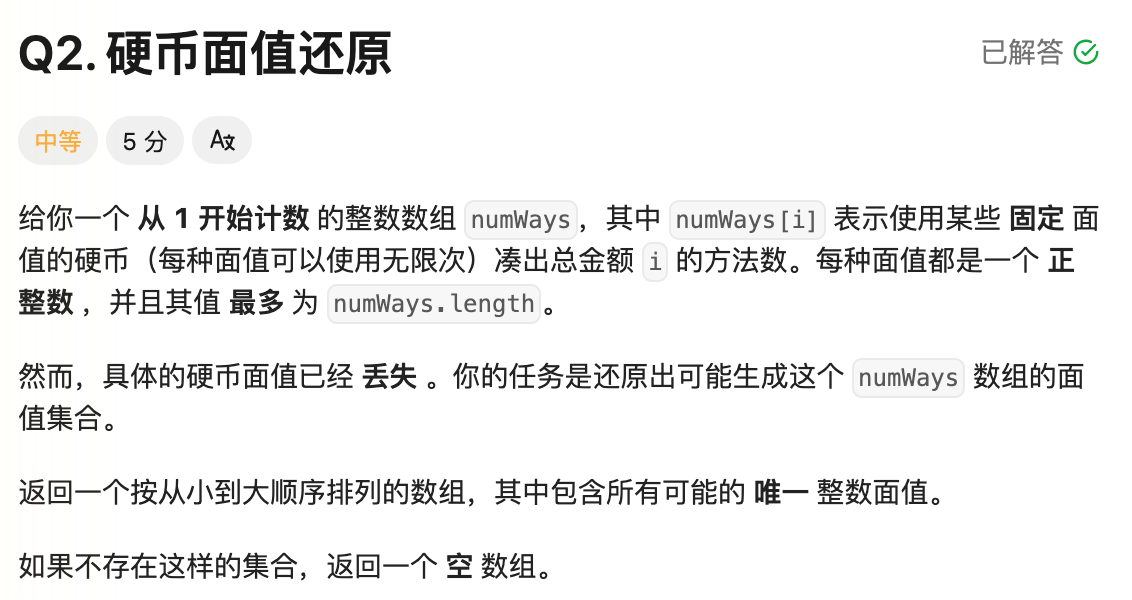 Q2. 硬币面值还原
已解答
中等
5 分
给你一个 从 1 开始计数 的整数数组 numWays，其中 numWays[i] 表示使用某些 固定 面
值的硬币（每种面值可以使用无限次）凑出总金额 i 的方法数。每种面值都是一个 正
整数 ，并且其值 最多 为 numWays.length 。
然而，具体的硬币面值已经 丢失 。你的任务是还原出可能生成这个 numWays 数组的面
值集合。
返回一个按从小到大顺序排列的数组，其中包含所有可能的 唯一 整数面值。
如果不存在这样的集合，返回一个 空 数组。